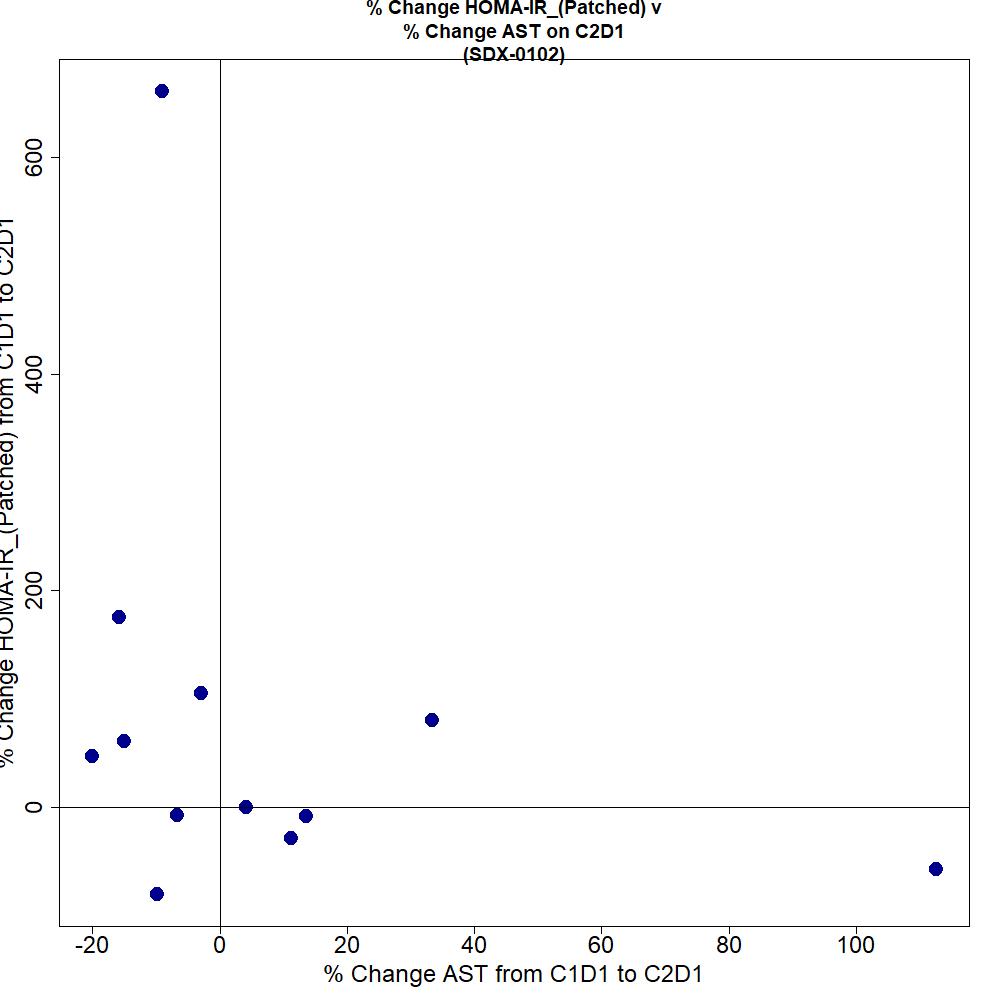 % Change HOMA-IR_(Patched) v
% Change AST on C2D1
(SDX-0102)
% Change HOMA-IR_(Patched) from C1D1 to C2D1
600
400
200
0
-20 0 20 40 60 80 100
% Change AST from C1D1 to C2D1